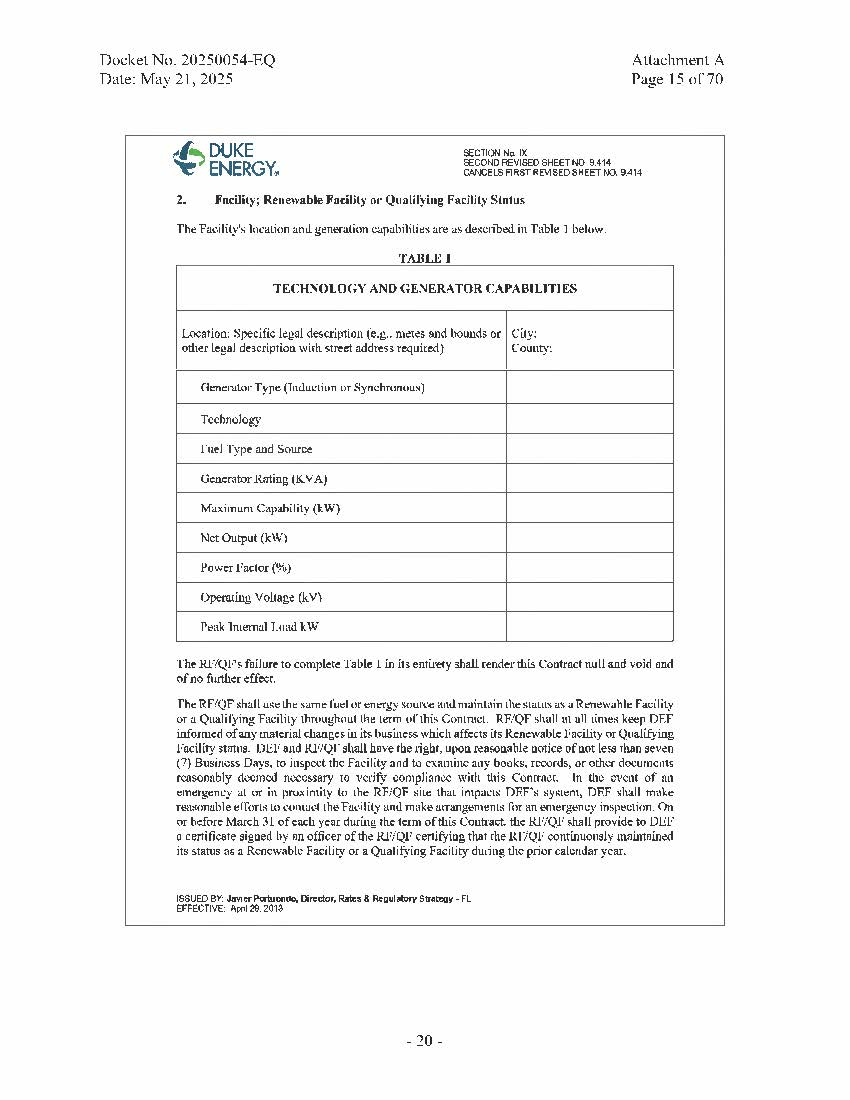 Docket No. 20250054-EQ
Date: May 21, 2025
Attachment A
Page 15 of 70
DUKE
ENERGY®
SECTION No. IX
SECOND REVISED SHEET NO. 9.414
CANCELS FIRST REVISED SHEET NO. 9.414
2. Facility; Renewable Facility or Qualifying Facility Status
The Facility's location and generation capabilities are as described in Table 1 below.
TABLE 1
TECHNOLOGY AND GENERATOR CAPABILITIES
Location: Specific legal description (e.g., metes and bounds or
other legal description with street address required)
City:
County:
Generator Type (Induction or Synchronous)
Technology
Fuel Type and Source
Generator Rating (KVA)
Maximum Capability (kW)
Net Output (kW)
Power Factor (%)
Operating Voltage (kV)
Peak Internal Load kW
The RF/QF's failure to complete Table 1 in its entirety shall render this Contract null and void and
of no further effect.
The RF/QF shall use the same fuel or energy source and maintain the status as a Renewable Facility
or a Qualifying Facility throughout the term of this Contract. RF/QF shall at all times keep DEF
informed of any material changes in its business which affects its Renewable Facility or Qualifying
Facility status. DEF and RF/QF shall have the right, upon reasonable notice of not less than seven
(7) Business Days, to inspect the Facility and to examine any books, records, or other documents
reasonably deemed necessary to verify compliance with this Contract. In the event of an
emergency at or in proximity to the RF/QF site that impacts DEF's system, DEF shall make
reasonable efforts to contact the Facility and make arrangements for an emergency inspection. On
or before March 31 of each year during the term of this Contract, the RF/QF shall provide to DEF
a certificate signed by an officer of the RF/QF certifying that the RF/QF continuously maintained
its status as a Renewable Facility or a Qualifying Facility during the prior calendar year.
ISSUED BY: Javier Portuondo, Director, Rates & Regulatory Strategy - FL
EFFECTIVE: April 29, 2013
- 20 -